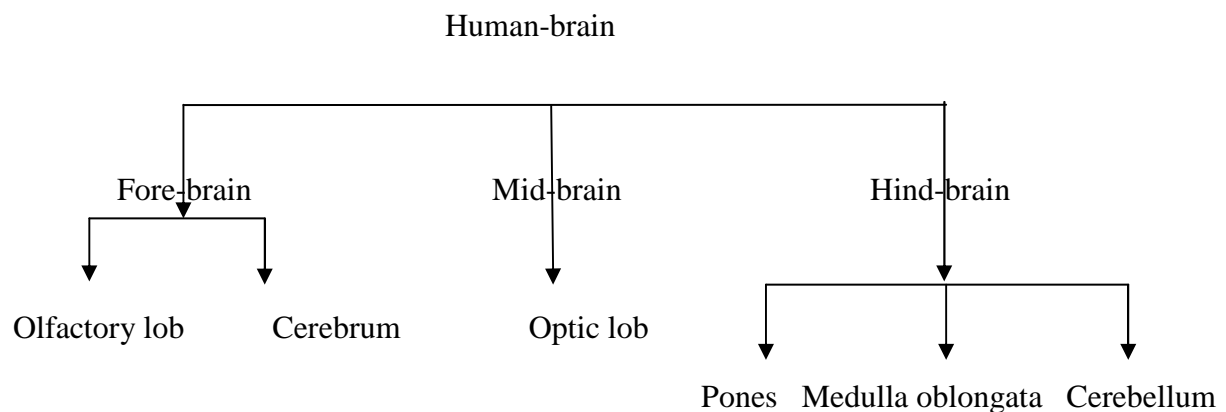 Human-brain
Fore-brain Mid-brain Hind-brain
Olfactory lob Cerebrum Optic lob
Pones Medulla oblongata Cerebellum